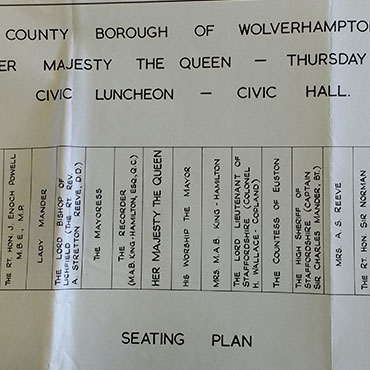 COUNTY BOROUGH OF WOLVERHAMPTO
ER MAJESTY THE QUEEN — THURSDAY
CIVIC LUNCHEON — CIVIC HALL.
THE RT. HON. J. ENOCH POWELL
M.B.E., M.P.
LADY MANDER
THE LORD BISHOP OF
LICHFIELD (THE RT. REV.
A. STRETTON REEVE, D.D.)
THE MAYORESS
THE RECORDER
(M.A.B. KING-HAMILTON, ESQ., Q.C.)
HER MAJESTY THE QUEEN
HIS WORSHIP THE MAYOR
MRS. M.A.B. KING-HAMILTON
THE LORD LIEUTENANT OF
STAFFORDSHIRE (COLONEL
H. WALLACE-COPLAND)
THE COUNTESS OF EUSTON
THE HIGH SHERIFF OF
STAFFORDSHIRE (CAPTAIN
SIR CHARLES MANDER, BT.)
MRS. A. S. REEVE
THE RT. HON. SIR NORMAN
SEATING PLAN